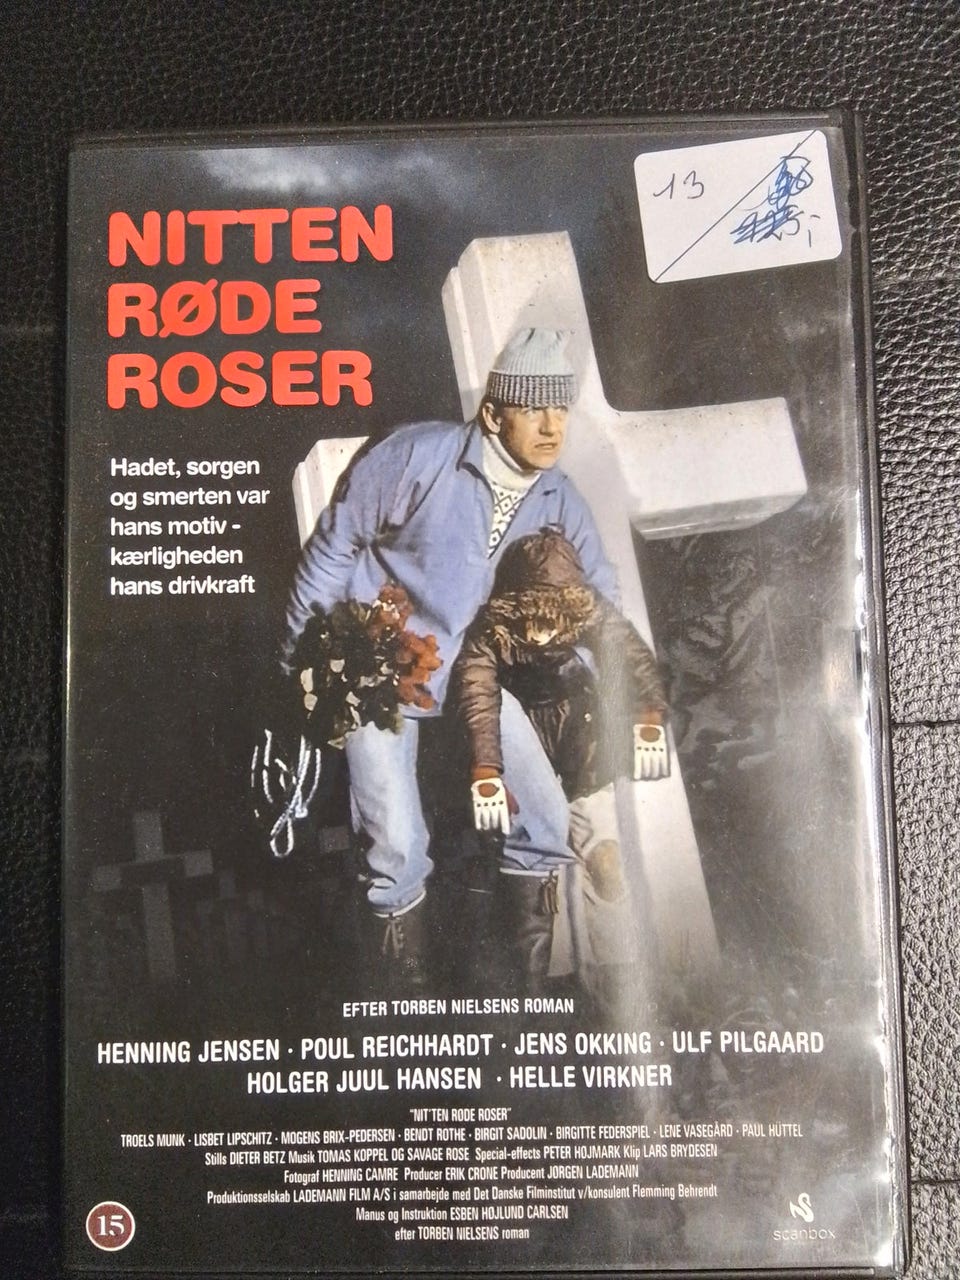 13
NITTEN
RØDE
ROSER
Hadet, sorgen
og smerten var
hans motiv -
kærligheden
hans drivkraft
EFTER TORBEN NIELSENS ROMAN
HENNING JENSEN · POUL REICHHARDT · JENS OKKING · ULF PILGAARD
HOLGER JUUL HANSEN · HELLE VIRKNER
"NIT'TEN RØDE ROSER"
TROELS MUNK · LISBET LIPSCHITZ · MOGENS BRIX-PEDERSEN · BENDT ROTHE · BIRGIT SADOLIN · BIRGITTE FEDERSPIEL · LENE VASEGÅRD · PAUL HÜTTEL
Stills DIETER BETZ Musik TOMAS KOPPEL OG SAVAGE ROSE Special-effects PETER HØJMARK Klip LARS BRYDESEN
Fotograf HENNING CAMRE Producer ERIK CRONE Producent JØRGEN LADEMANN
Produktionsselskab LADEMANN FILM A/S i samarbejde med Det Danske Filminstitut v/konsulent Flemming Behrendt
Manus og Instruktion ESBEN HØJLUND CARLSEN
efter TORBEN NIELSENS roman
15
scanbox